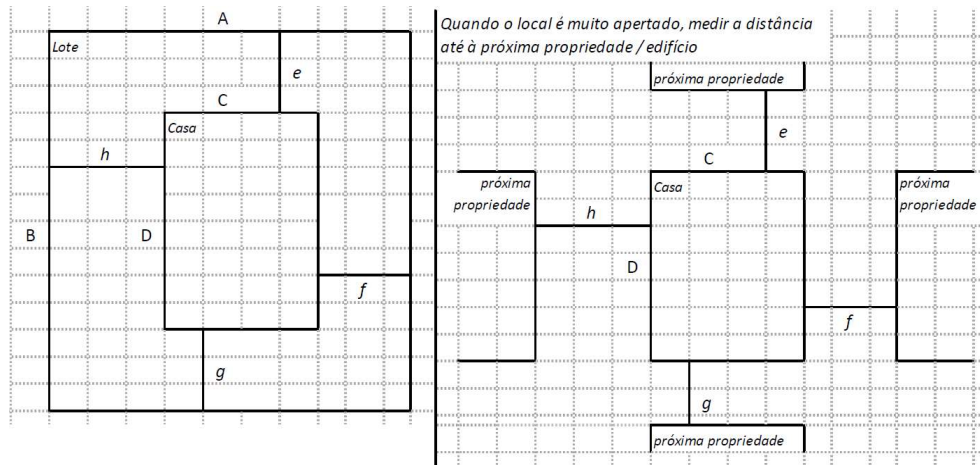 A
Lote
e
C
Casa
h
B
D
f
g
Quando o local é muito apertado, medir a distância
até à próxima propriedade / edifício
próxima propriedade
e
C
próxima
propriedade
Casa
próxima
propriedade
h
D
f
g
próxima propriedade